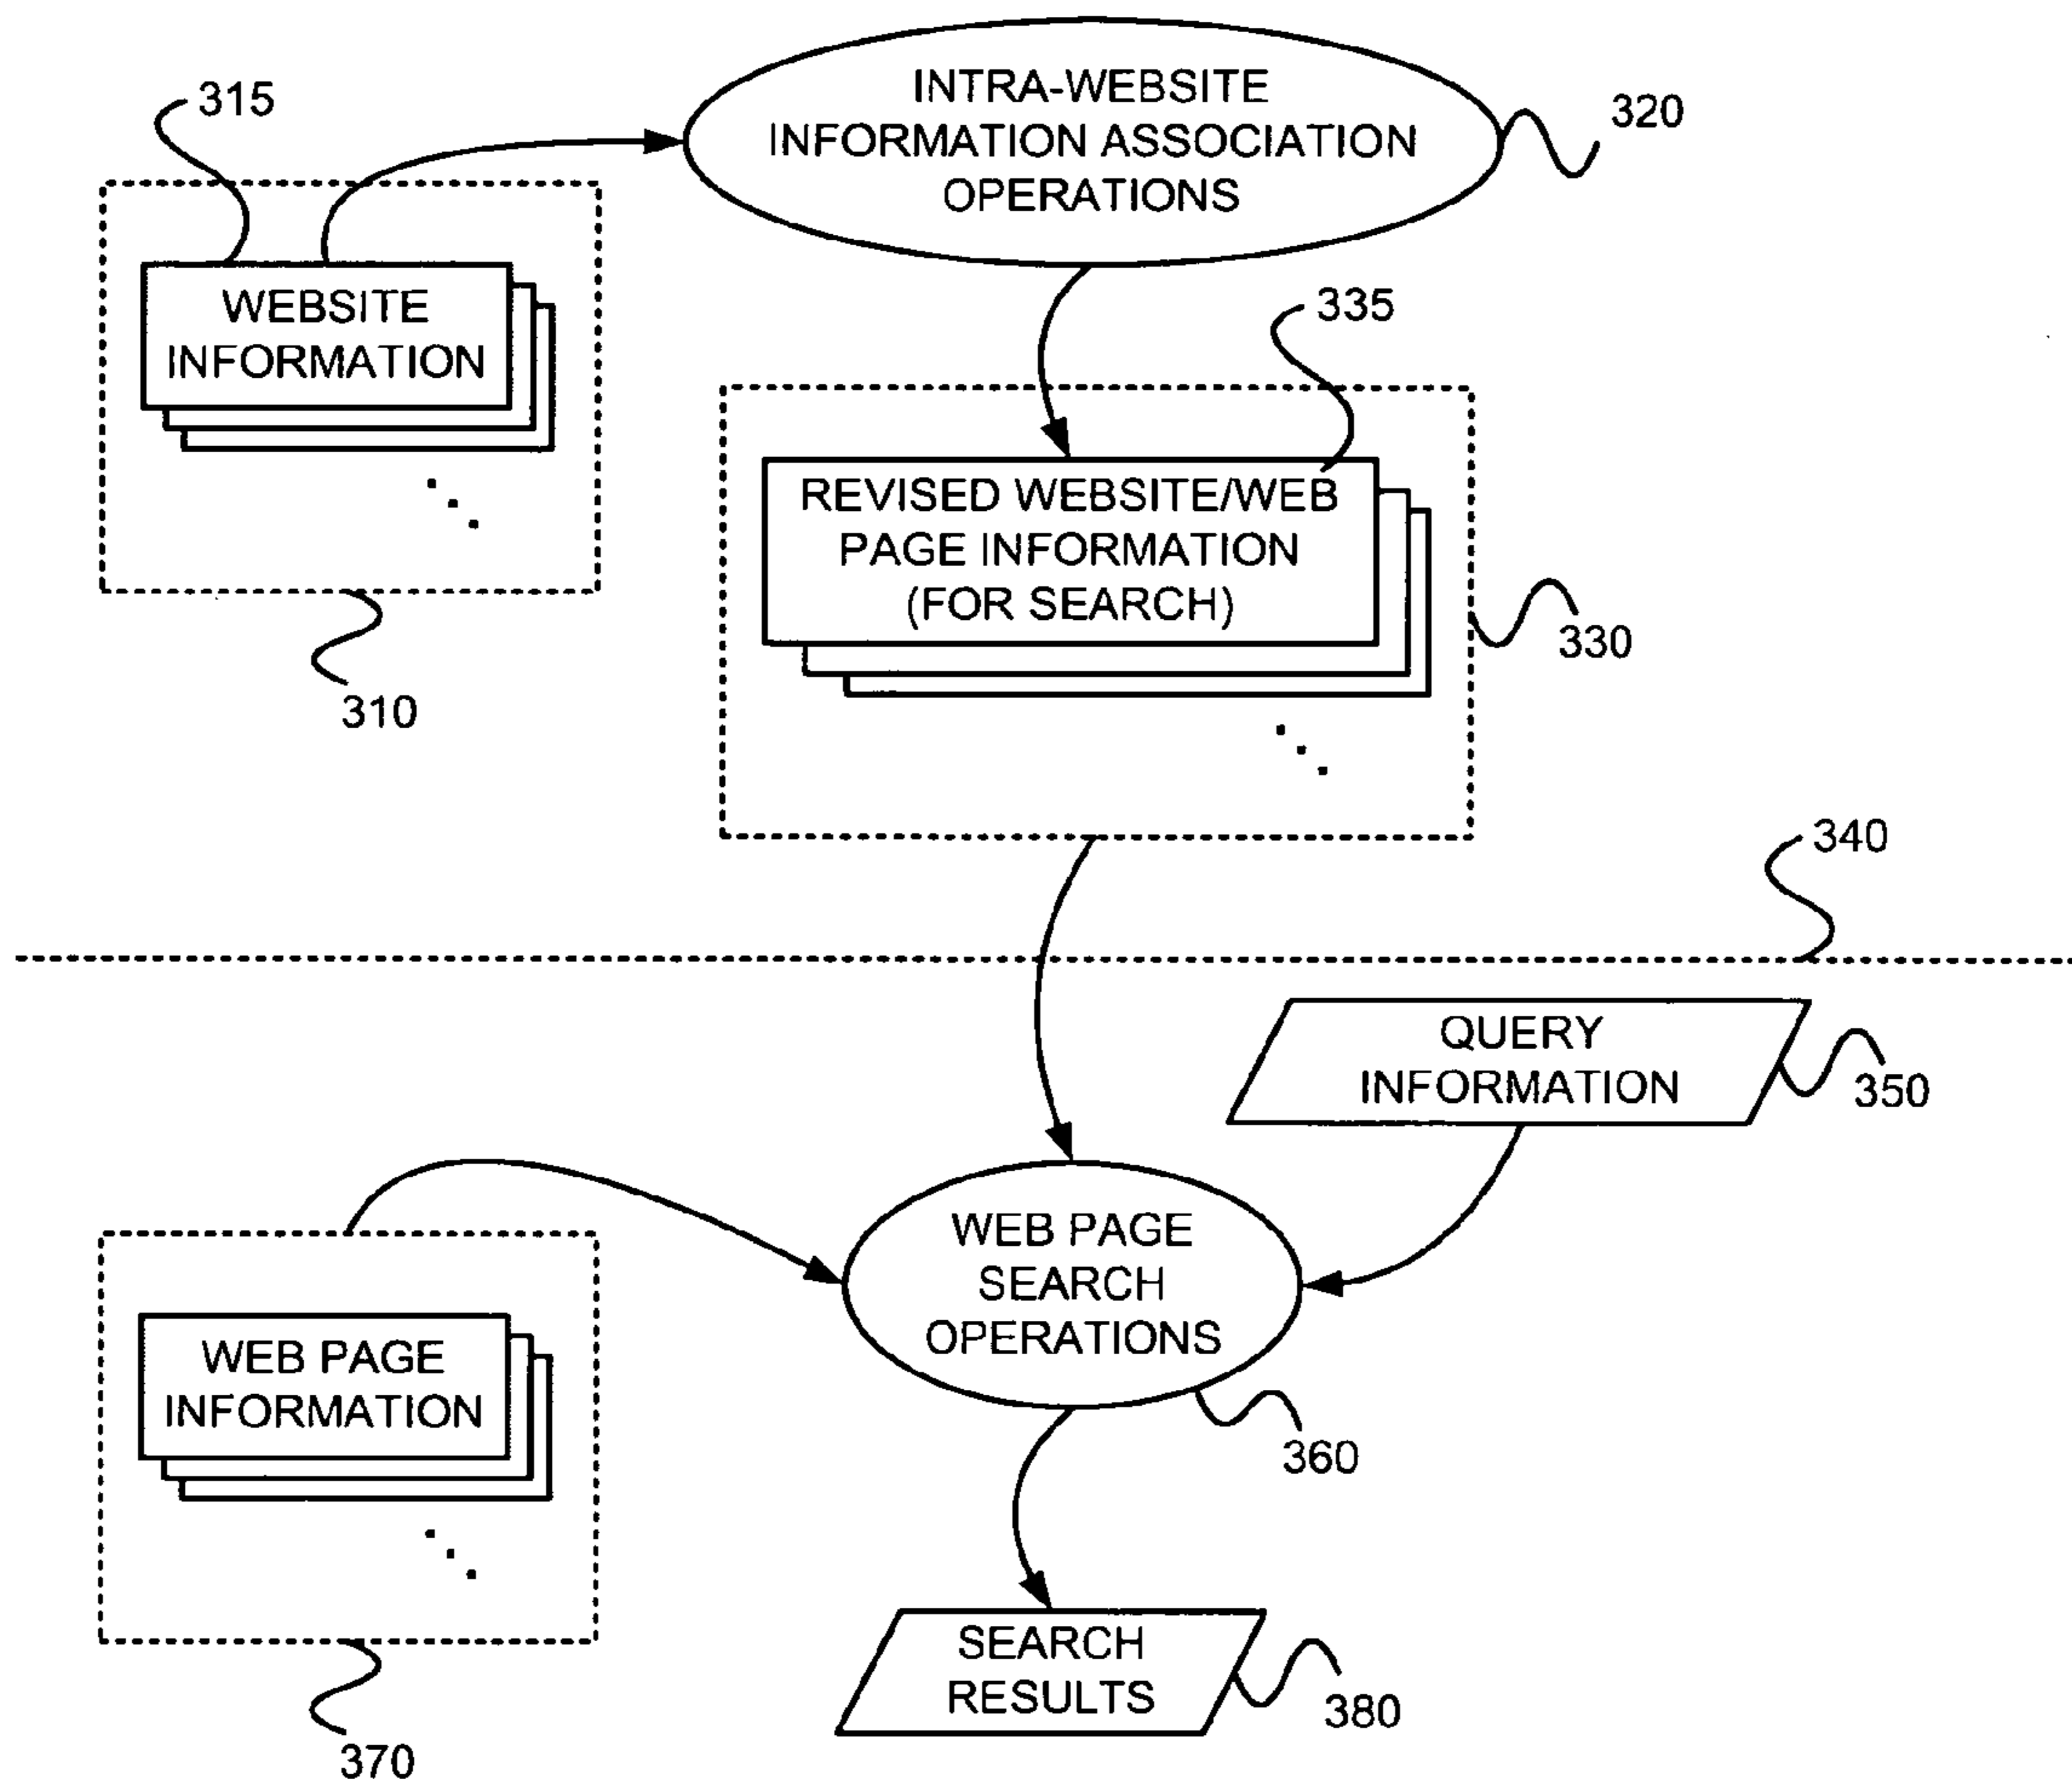 315
INTRA-WEBSITE
INFORMATION ASSOCIATION
OPERATIONS
320
WEBSITE
INFORMATION
335
REVISED WEBSITE/WEB
PAGE INFORMATION
(FOR SEARCH)
330
310
340
QUERY
INFORMATION
350
WEB PAGE
SEARCH
OPERATIONS
WEB PAGE
INFORMATION
360
SEARCH
RESULTS
380
370